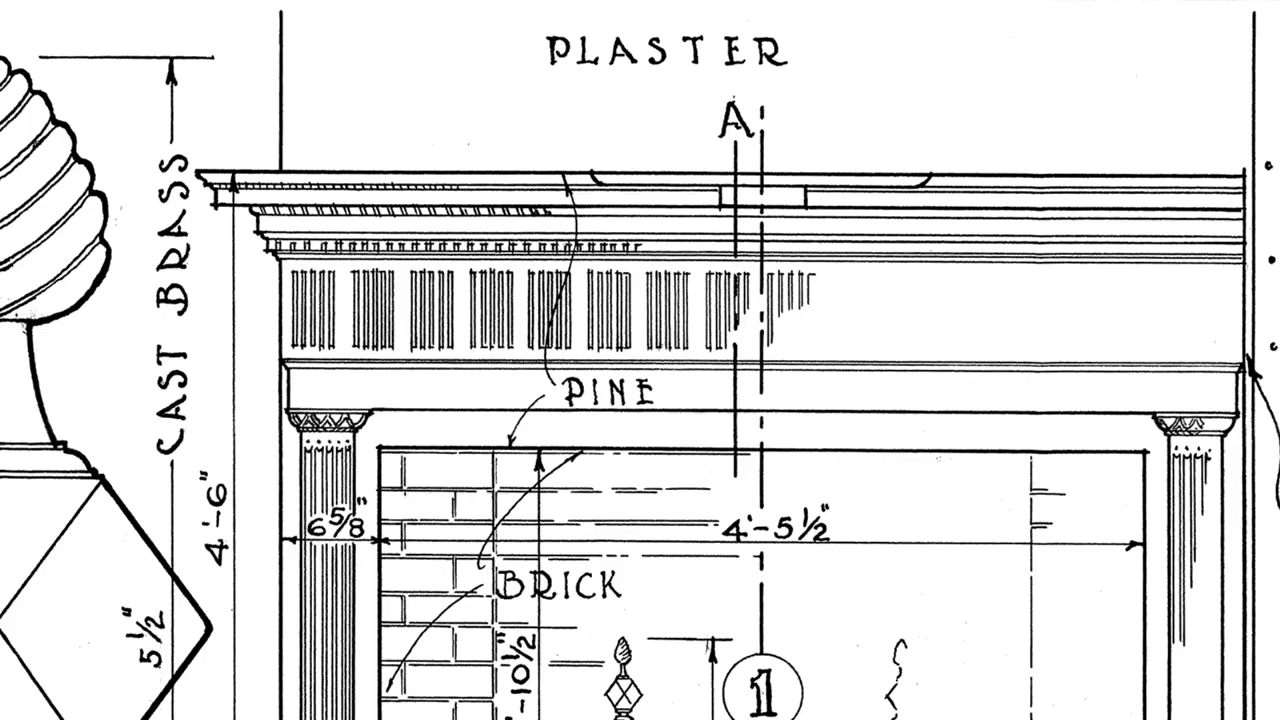 PLASTER
A
CAST BRASS
PINE
4'-6"
6 5/8"
4'-5 1/2"
BRICK
5 1/2"
'-10 1/2"
1